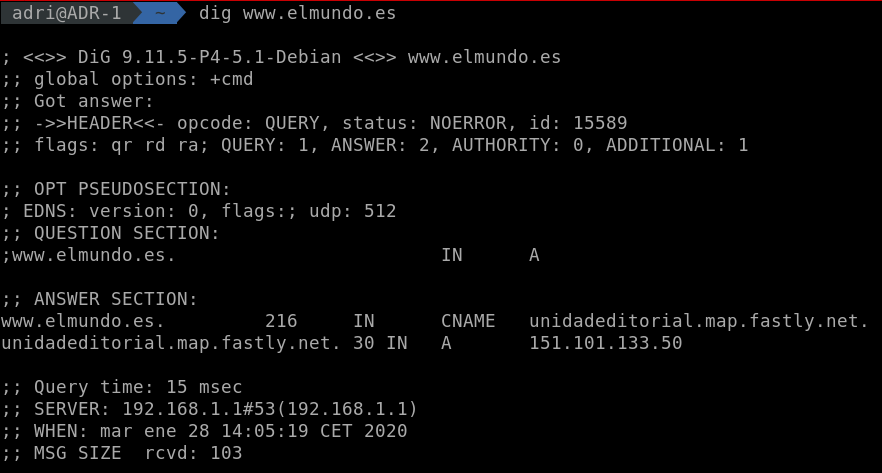 adri@ADR-1 ~ dig www.elmundo.es
; <<>> DiG 9.11.5-P4-5.1-Debian <<>> www.elmundo.es
;; global options: +cmd
;; Got answer:
;; ->>HEADER<<- opcode: QUERY, status: NOERROR, id: 15589
;; flags: qr rd ra; QUERY: 1, ANSWER: 2, AUTHORITY: 0, ADDITIONAL: 1
;; OPT PSEUDOSECTION:
; EDNS: version: 0, flags:; udp: 512
;; QUESTION SECTION:
;www.elmundo.es. IN A
;; ANSWER SECTION:
www.elmundo.es. 216 IN CNAME unidadeditorial.map.fastly.net.
unidadeditorial.map.fastly.net. 30 IN A 151.101.133.50
;; Query time: 15 msec
;; SERVER: 192.168.1.1#53(192.168.1.1)
;; WHEN: mar ene 28 14:05:19 CET 2020
;; MSG SIZE  rcvd: 103